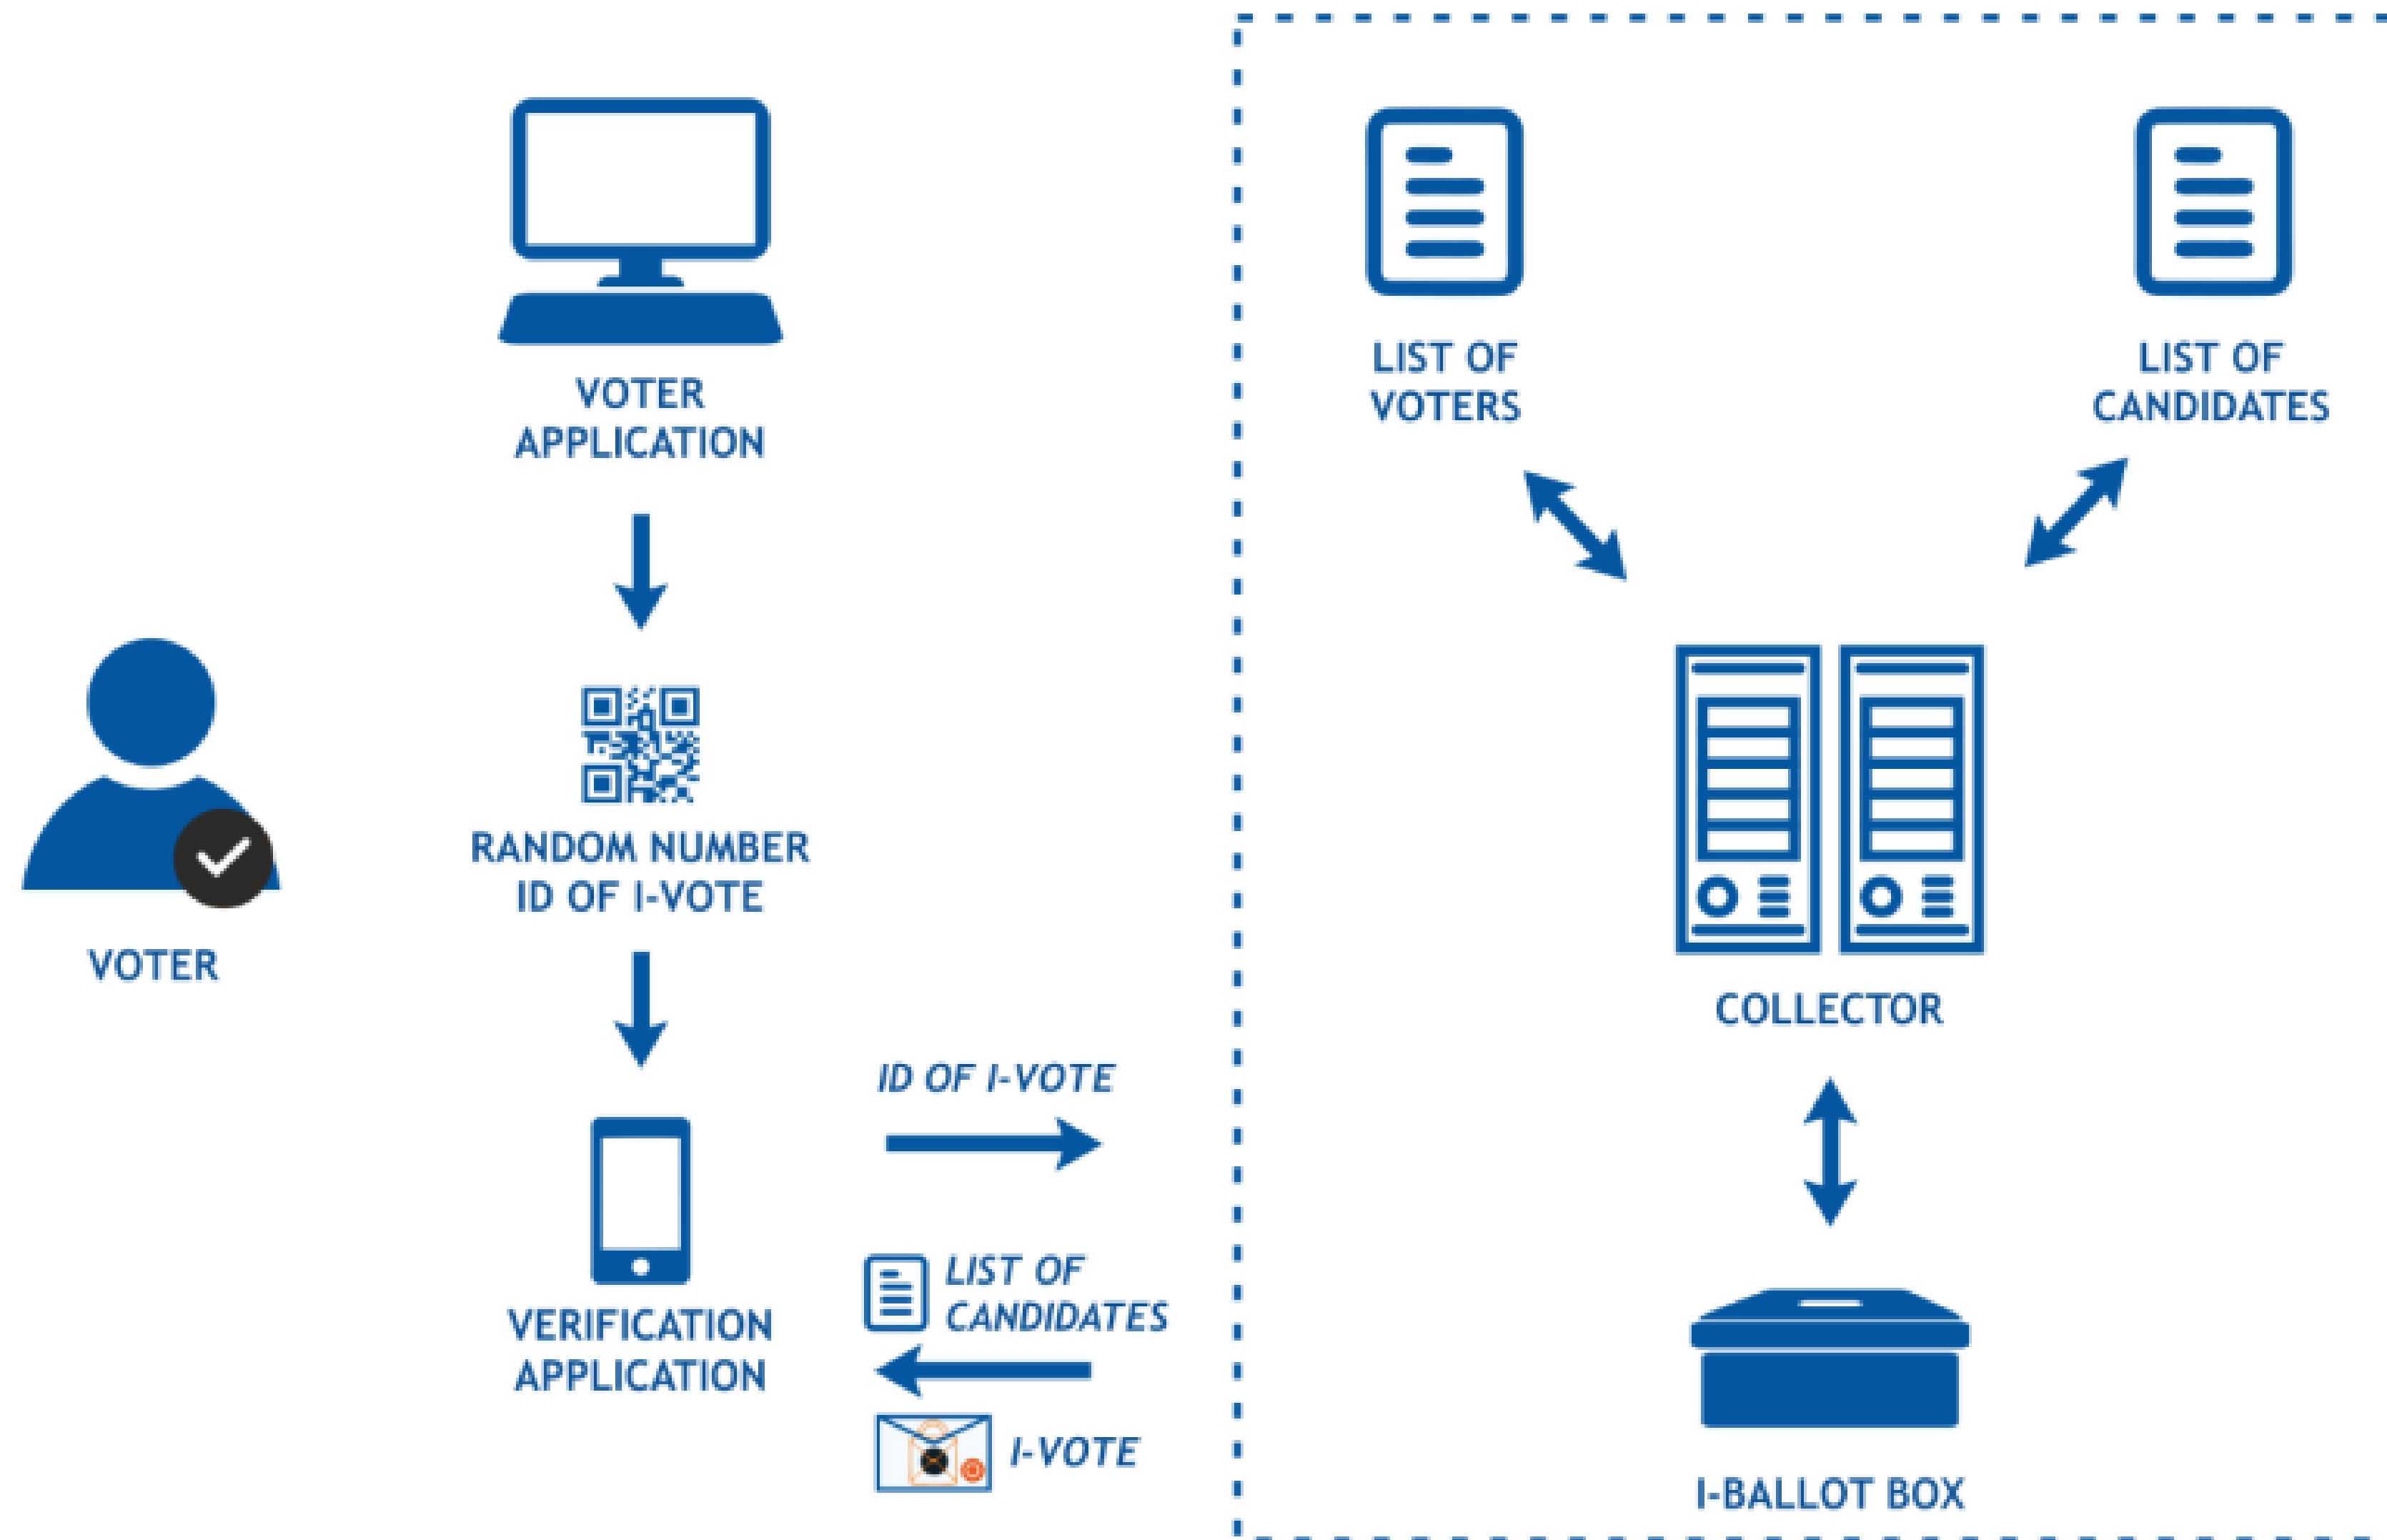 VOTER
APPLICATION
RANDOM NUMBER
ID OF I-VOTE
VOTER
VERIFICATION
APPLICATION
ID OF I-VOTE
LIST OF
CANDIDATES
I-VOTE
LIST OF
VOTERS
LIST OF
CANDIDATES
COLLECTOR
I-BALLOT BOX